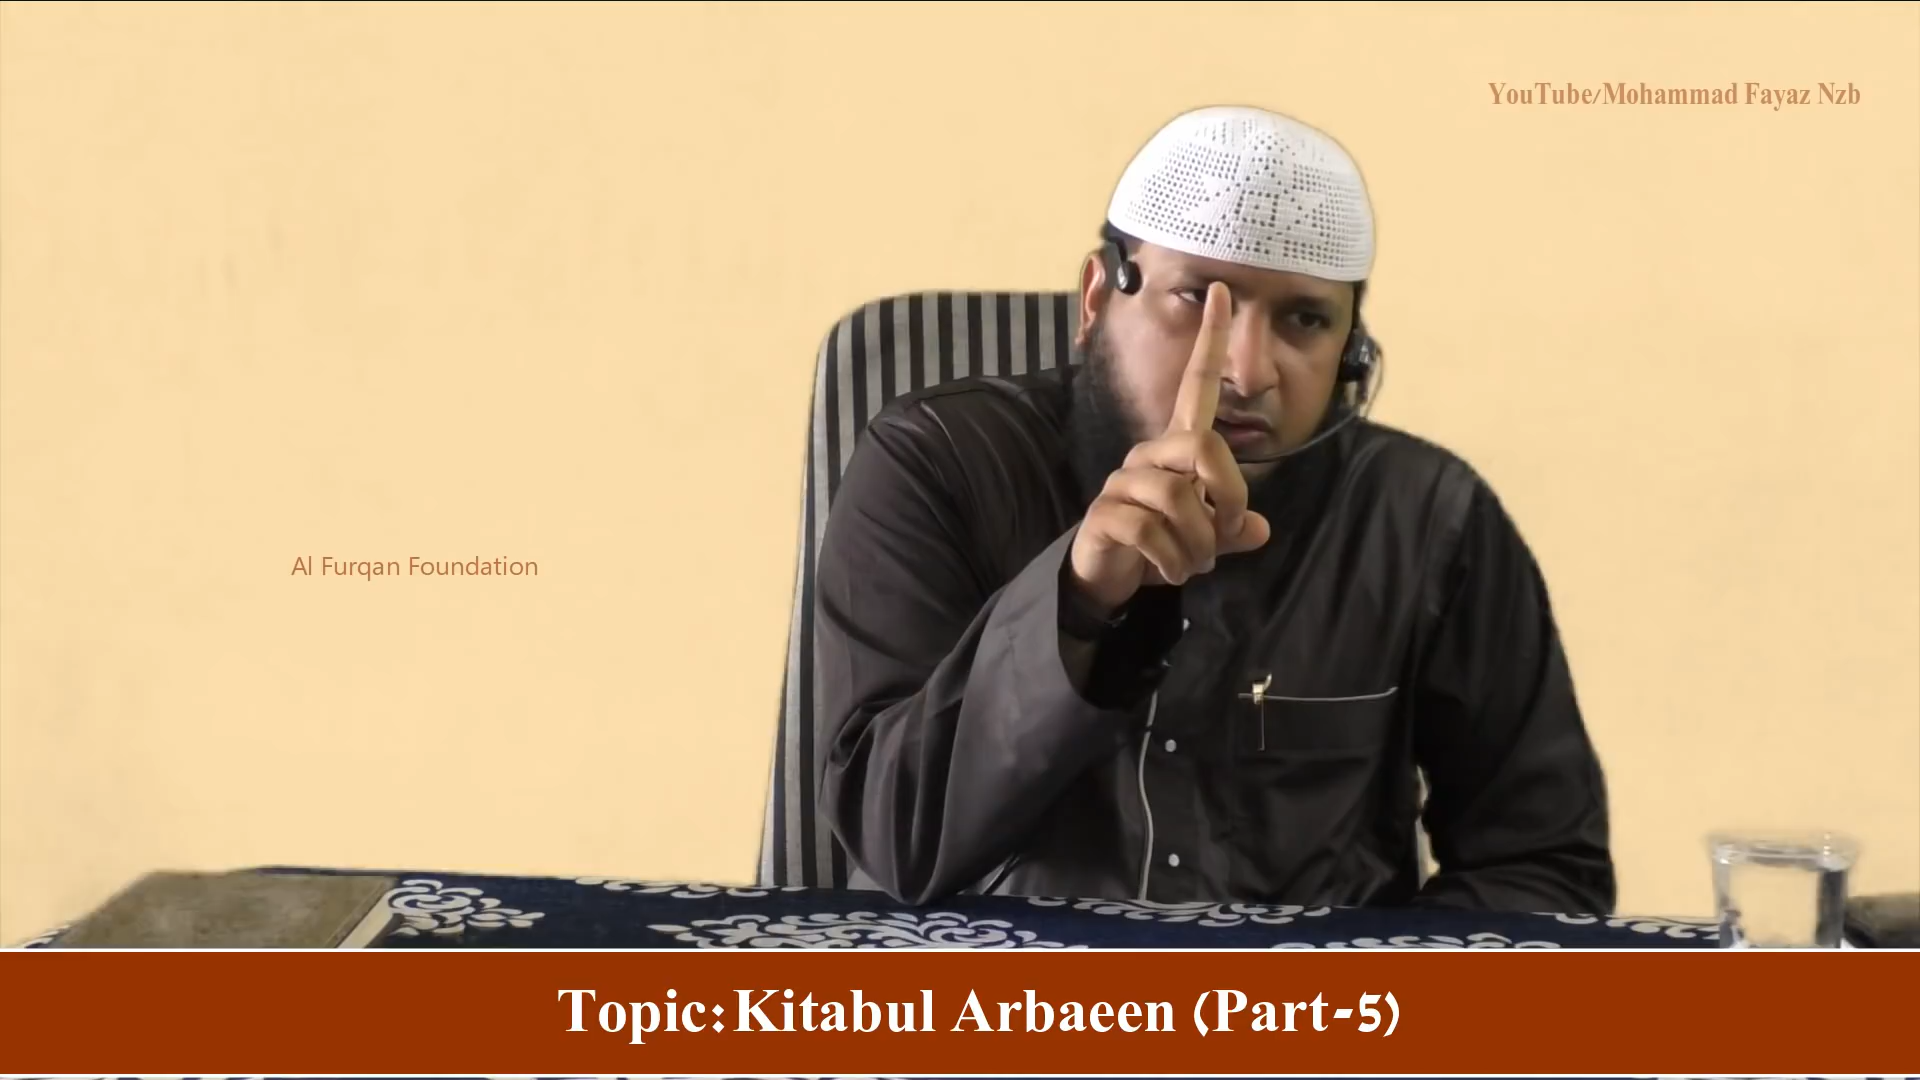 YouTube/Mohammad Fayaz Nzb
Al Furqan Foundation
Topic:Kitabul Arbaeen (Part-5)